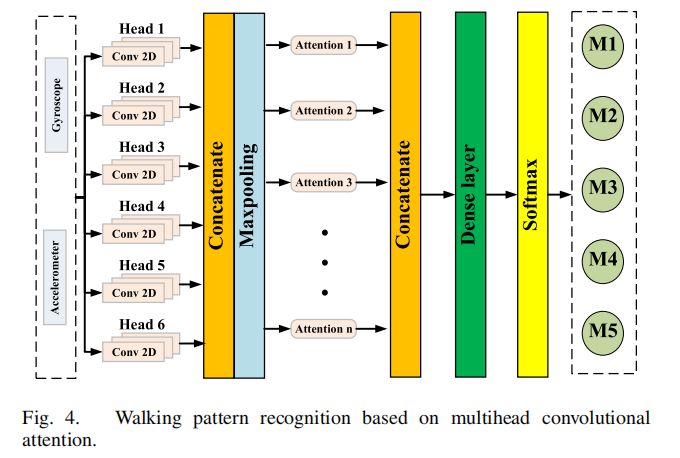 Gyroscope
Accelerometer
Head 1
Conv 2D
Head 2
Conv 2D
Head 3
Conv 2D
Head 4
Conv 2D
Head 5
Conv 2D
Head 6
Conv 2D
Concatenate
Maxpooling
Attention 1
Attention 2
Attention 3
Attention n
Concatenate
Dense layer
Softmax
M1
M2
M3
M4
M5
Fig. 4. Walking pattern recognition based on multihead convolutional
attention.